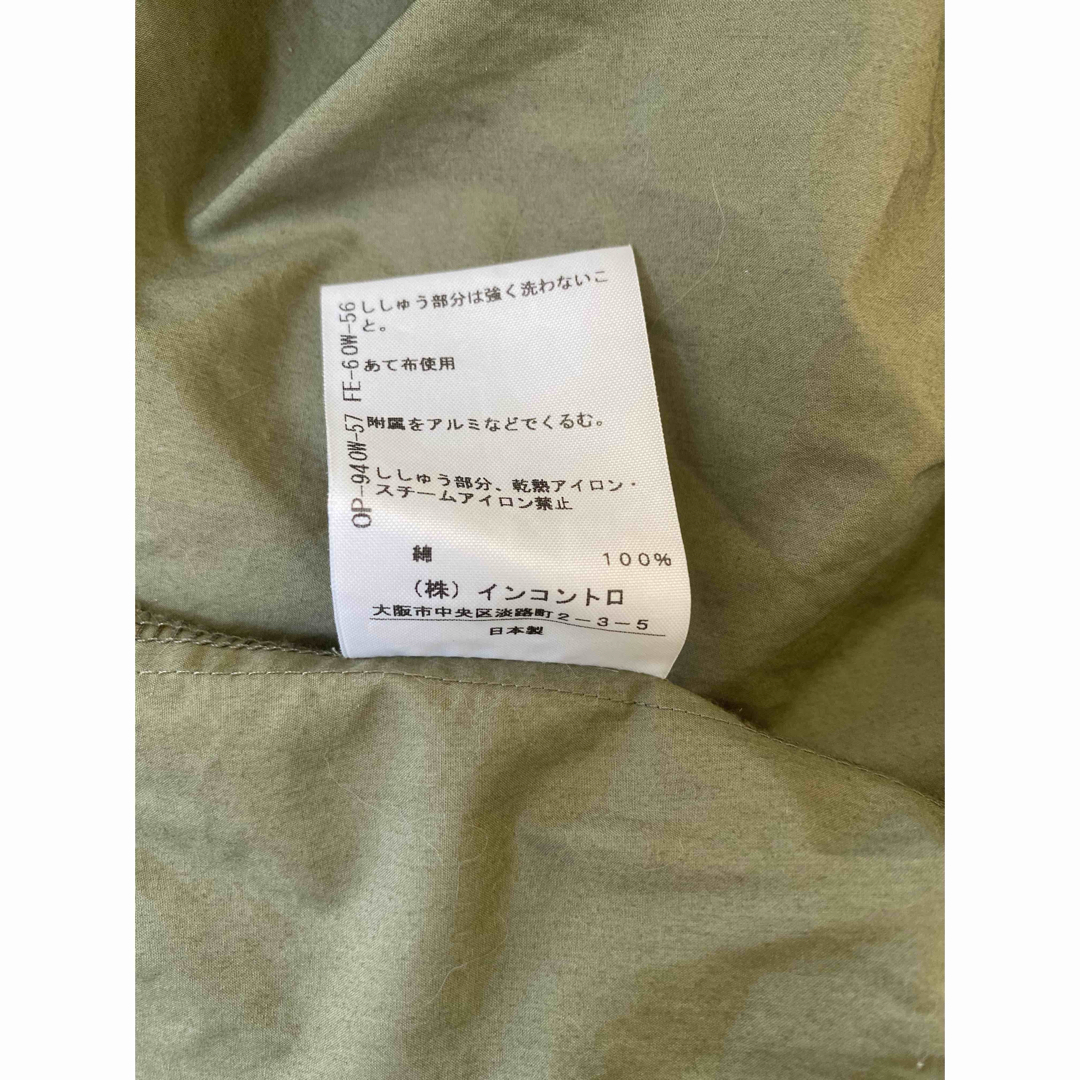 ししゅう部分は強く洗わないこ
と。
あて布使用
附属をアルミなどでくるむ。
ししゅう部分、乾熱アイロン・
スチームアイロン禁止
綿 100%
(株)インコントロ
大阪市中央区淡路町2-3-5
日本製
OP-940W-57 FE-60W-56